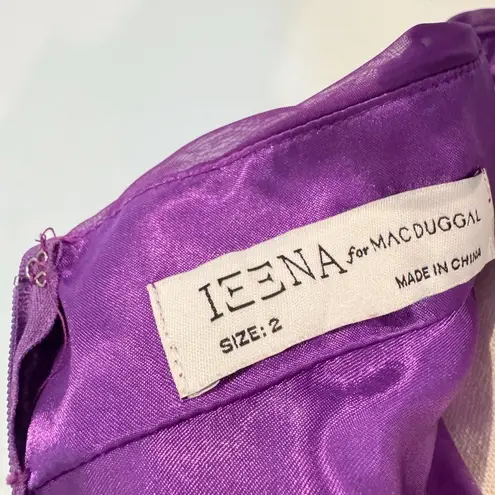 IEENA for MAC DUGGAL
SIZE: 2
MADE IN CHINA